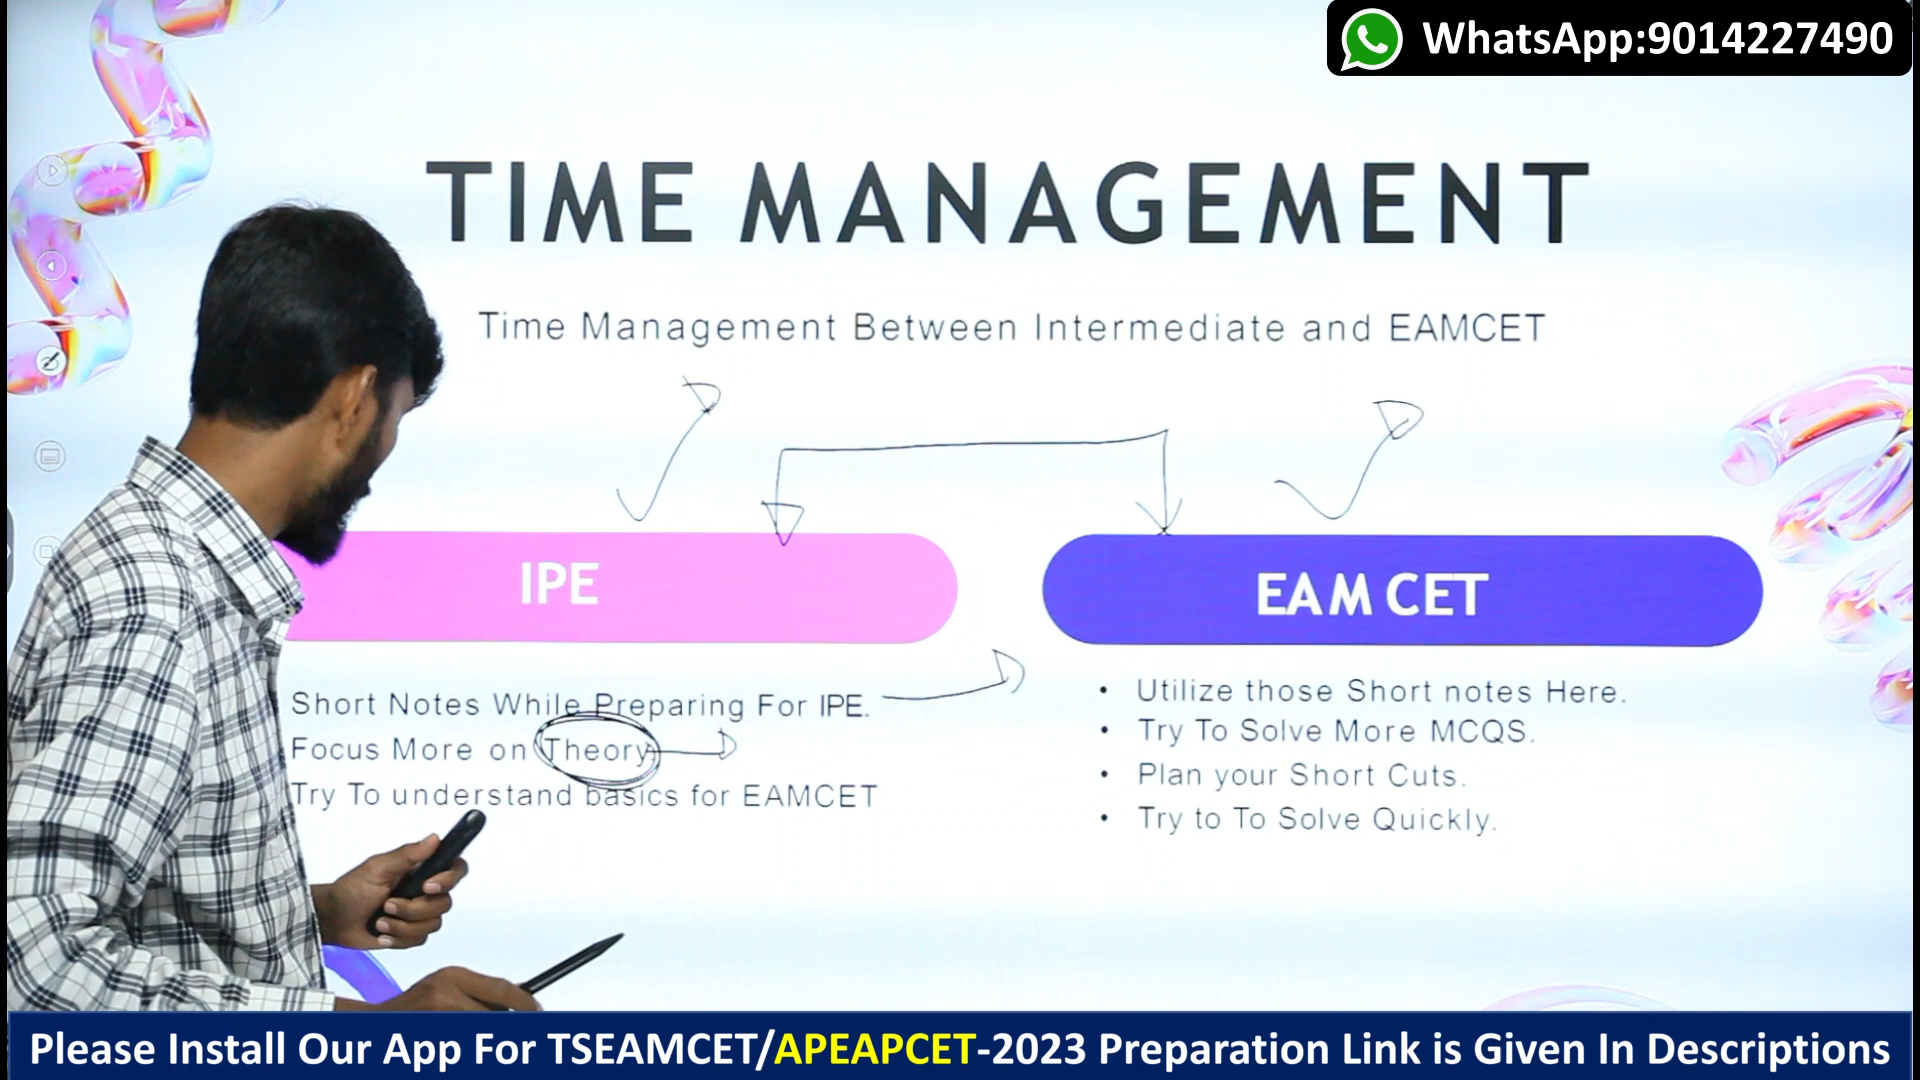 WhatsApp:9014227490
TIME MANAGEMENT
Time Management Between Intermediate and EAMCET
IPE
Short Notes While Preparing For IPE.
Focus More on Theory
Try To understand basics for EAMCET
EAMCET
• Utilize those Short notes Here.
• Try To Solve More MCQS.
• Plan your Short Cuts.
• Try to To Solve Quickly.
Please Install Our App For TSEAMCET/APEAPCET-2023 Preparation Link is Given In Descriptions